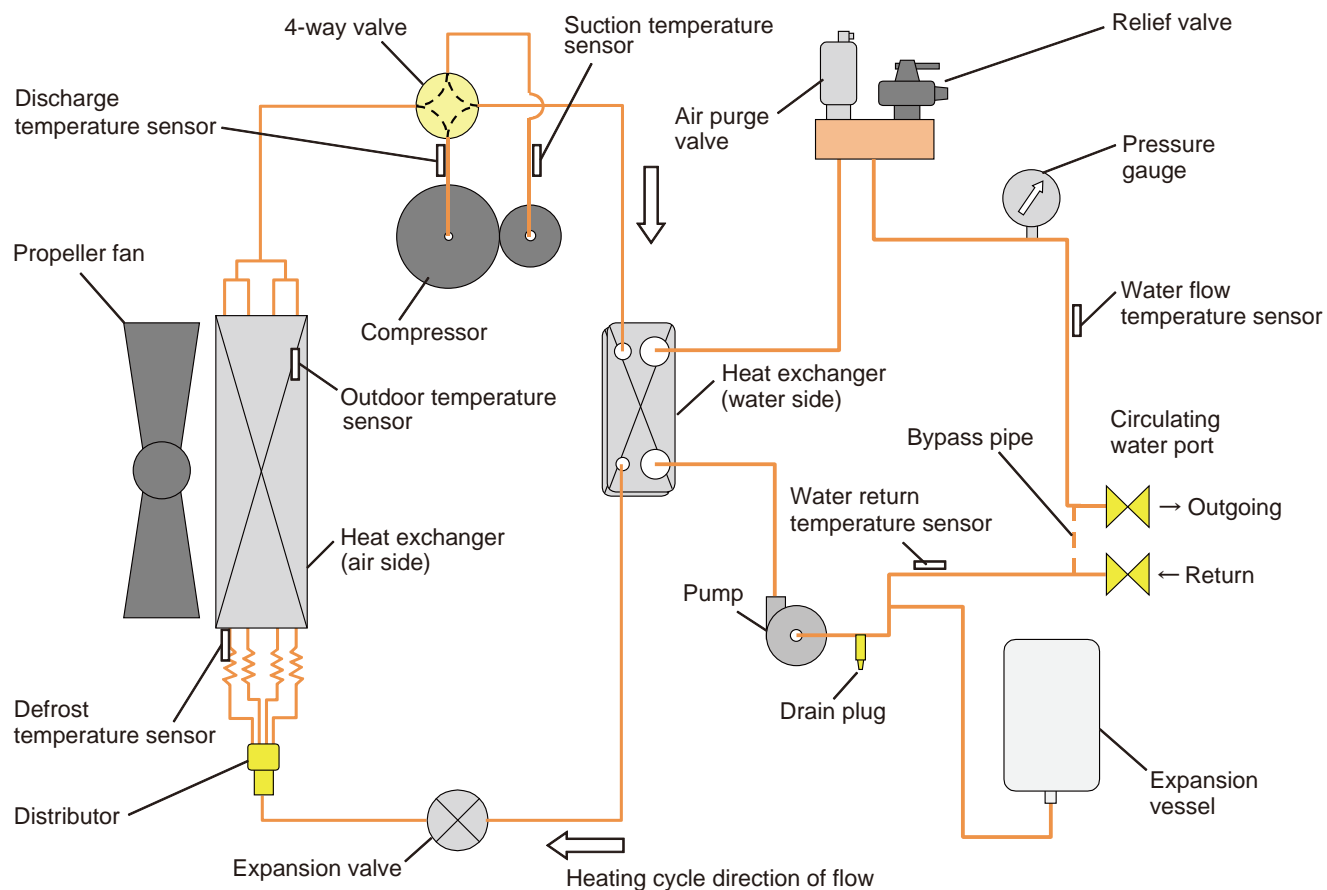 4-way valve
Suction temperature
sensor
Relief valve
Discharge
temperature sensor
Air purge
valve
Pressure
gauge
Propeller fan
Water flow
temperature sensor
Compressor
Heat exchanger
(water side)
Outdoor temperature
sensor
Bypass pipe
Circulating
water port
Water return
temperature sensor
→ Outgoing
Heat exchanger
(air side)
← Return
Pump
Defrost
temperature sensor
Drain plug
Distributor
Expansion
vessel
Expansion valve
Heating cycle direction of flow